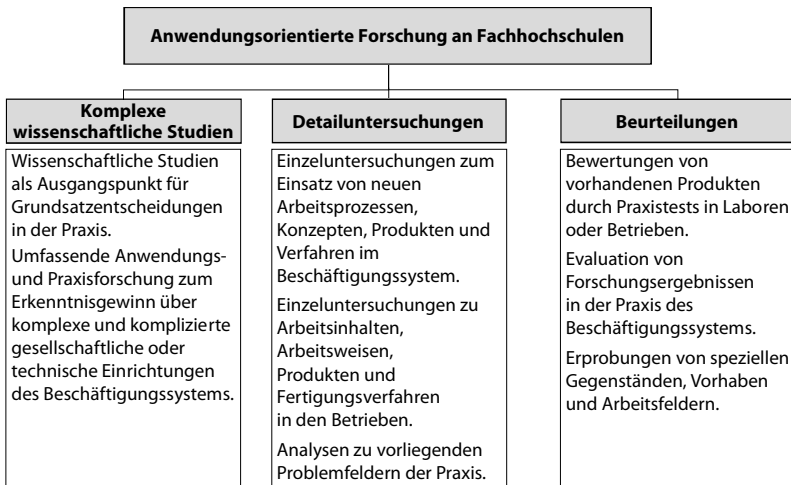 Anwendungsorientierte Forschung an Fachhochschulen
Komplexe
wissenschaftliche Studien
Wissenschaftliche Studien
als Ausgangspunkt für
Grundsatzentscheidungen
in der Praxis.
Umfassende Anwendungs-
und Praxisforschung zum
Erkenntnisgewinn über
komplexe und komplizierte
gesellschaftliche oder
technische Einrichtungen
des Beschäftigungssystems.
Detailuntersuchungen
Einzeluntersuchungen zum
Einsatz von neuen
Arbeitsprozessen,
Konzepten, Produkten und
Verfahren im
Beschäftigungssystem.
Einzeluntersuchungen zu
Arbeitsinhalten,
Arbeitsweisen,
Produkten und
Fertigungsverfahren
in den Betrieben.
Analysen zu vorliegenden
Problemfeldern der Praxis.
Beurteilungen
Bewertungen von
vorhandenen Produkten
durch Praxistests in Laboren
oder Betrieben.
Evaluation von
Forschungsergebnissen
in der Praxis des
Beschäftigungssystems.
Erprobungen von speziellen
Gegenständen, Vorhaben
und Arbeitsfeldern.